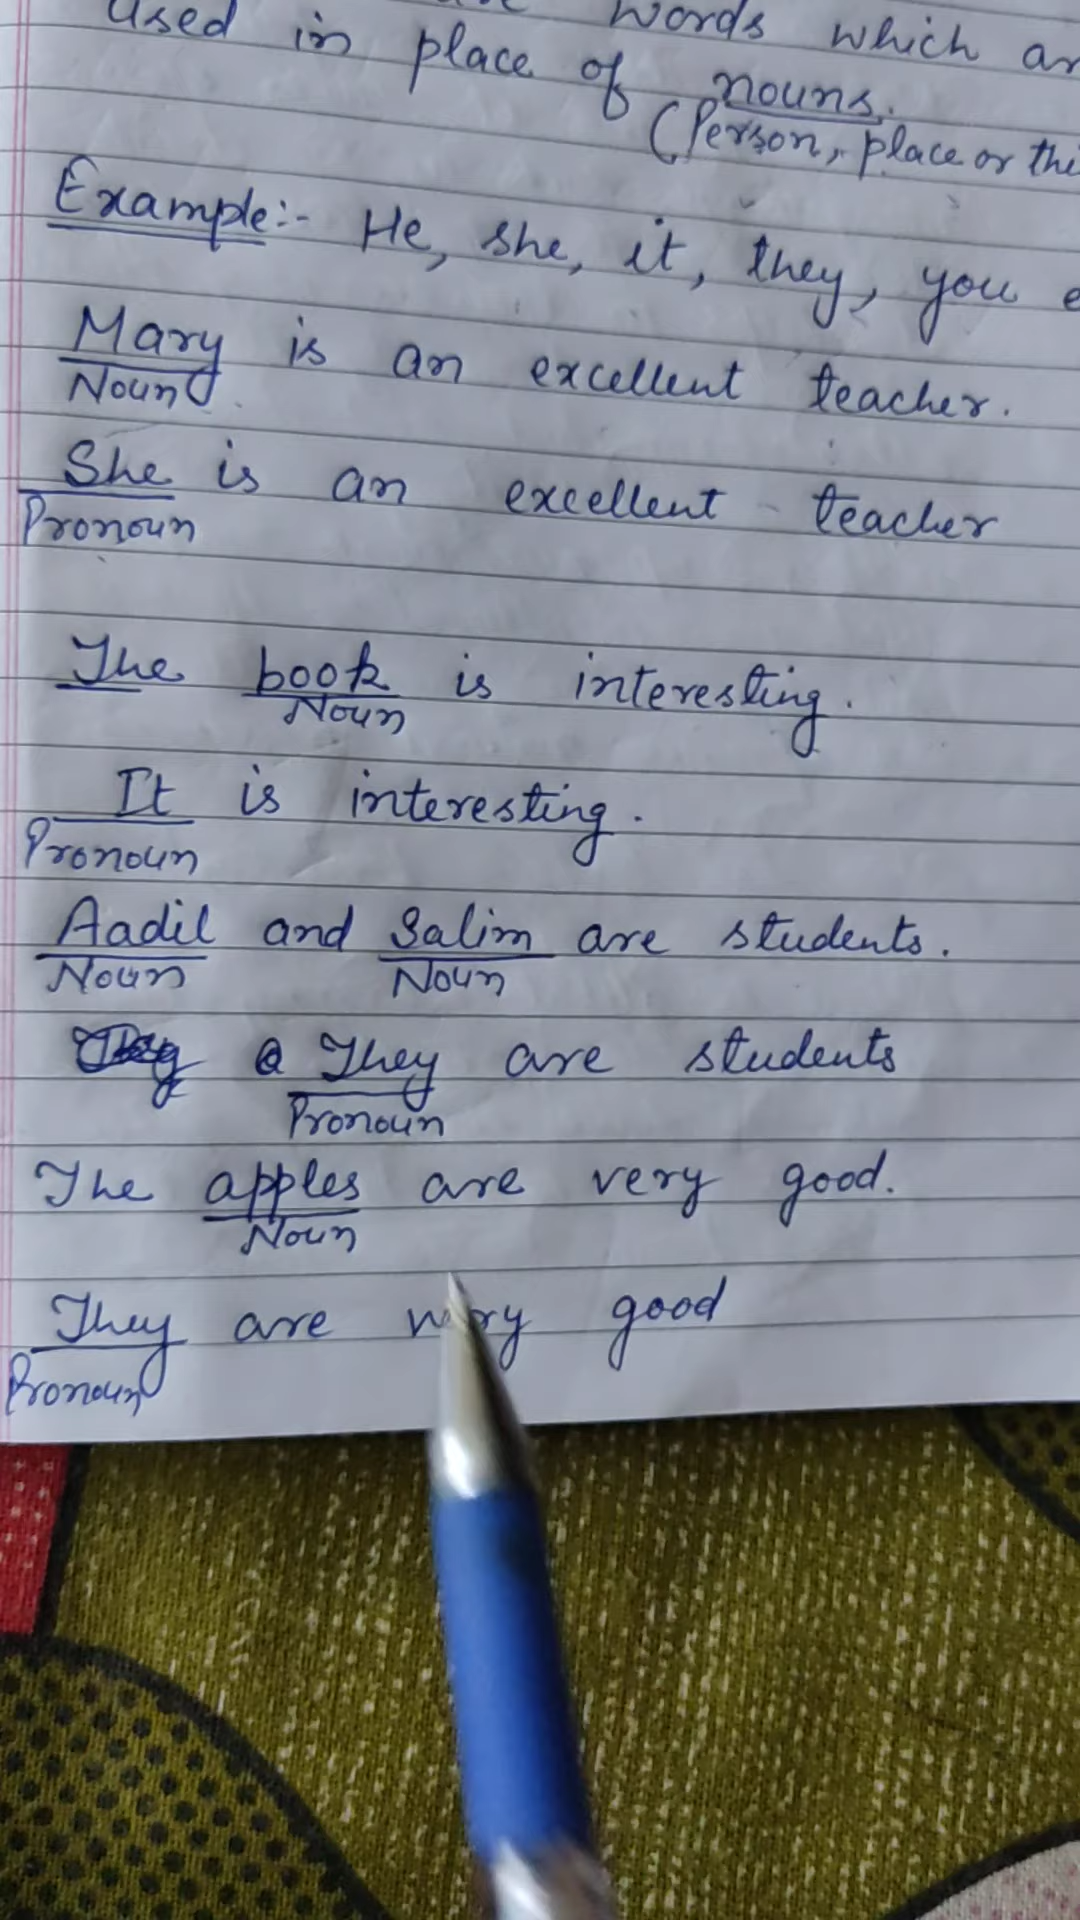 words which
used in place of nouns.
(Person, place or
Example:- He, she, it, they, you
Mary is an excellent teacher.
Noun
She is an excellent teacher
Pronoun
The book is interesting.
Noun
It is interesting.
Pronoun
Aadil and Salim are students.
Noun Noun
They are students
Pronoun
The apples are very good.
Noun
They are very good
Pronoun